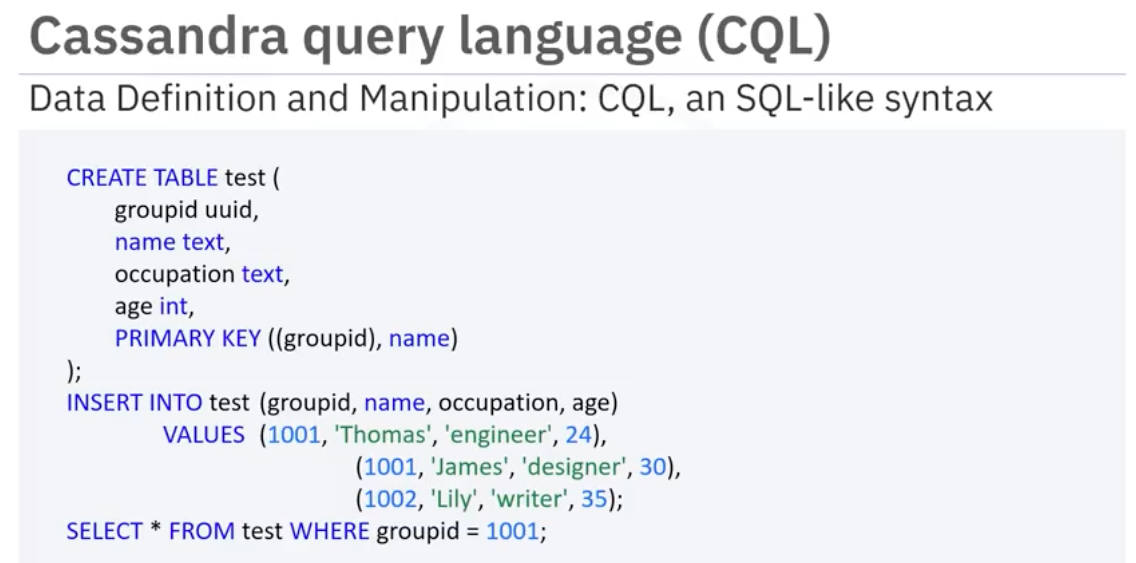 Cassandra query language (CQL)
Data Definition and Manipulation: CQL, an SQL-like syntax
CREATE TABLE test (
groupid uuid,
name text,
occupation text,
age int,
PRIMARY KEY ((groupid), name)
);
INSERT INTO test (groupid, name, occupation, age)
VALUES (1001, 'Thomas', 'engineer', 24),
(1001, 'James', 'designer', 30),
(1002, 'Lily', 'writer', 35);
SELECT * FROM test WHERE groupid = 1001;